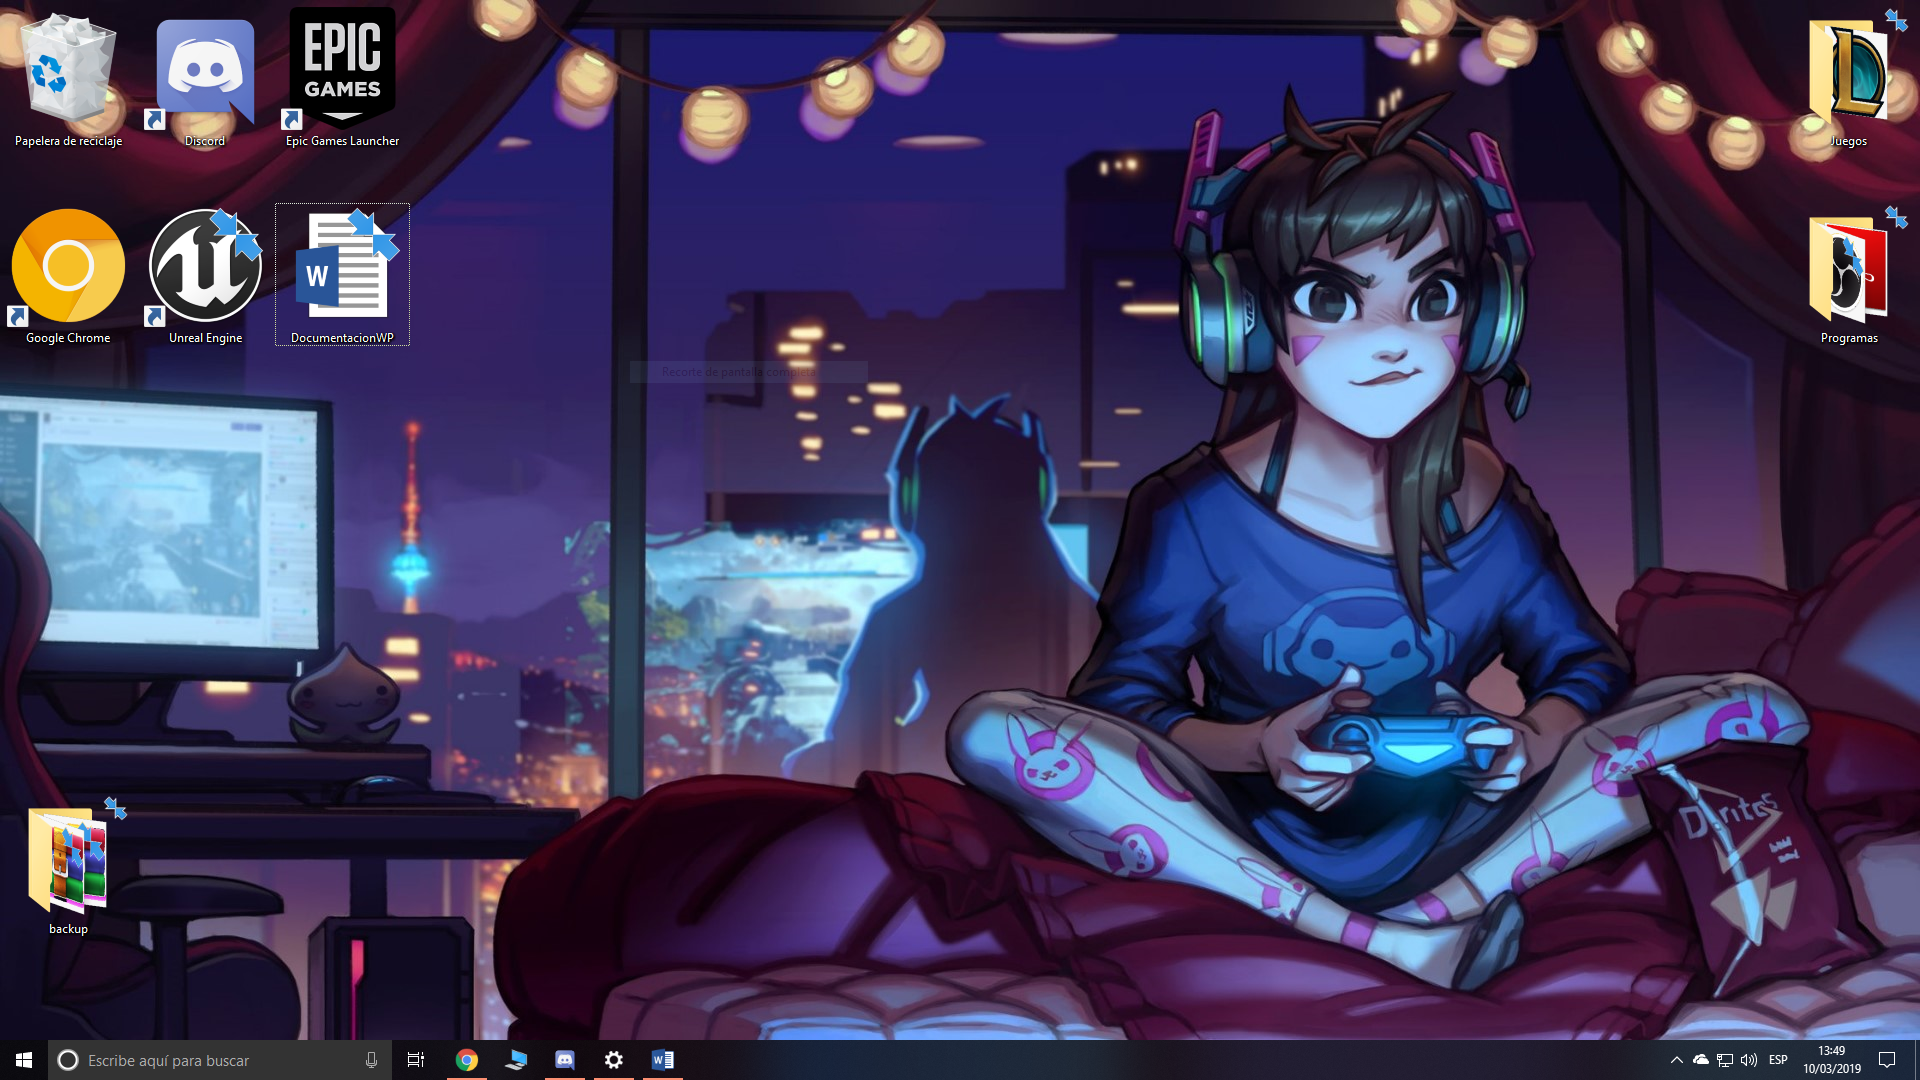 EPIC
GAMES
Papelera de reciclaje
Discord
Epic Games Launcher
Juegos
W
Google Chrome
Unreal Engine
DocumentacionWP
Programas
Recorte de pantalla completa
Doritos
backup
Escribe aquí para buscar
W
ESP
13:49
10/03/2019